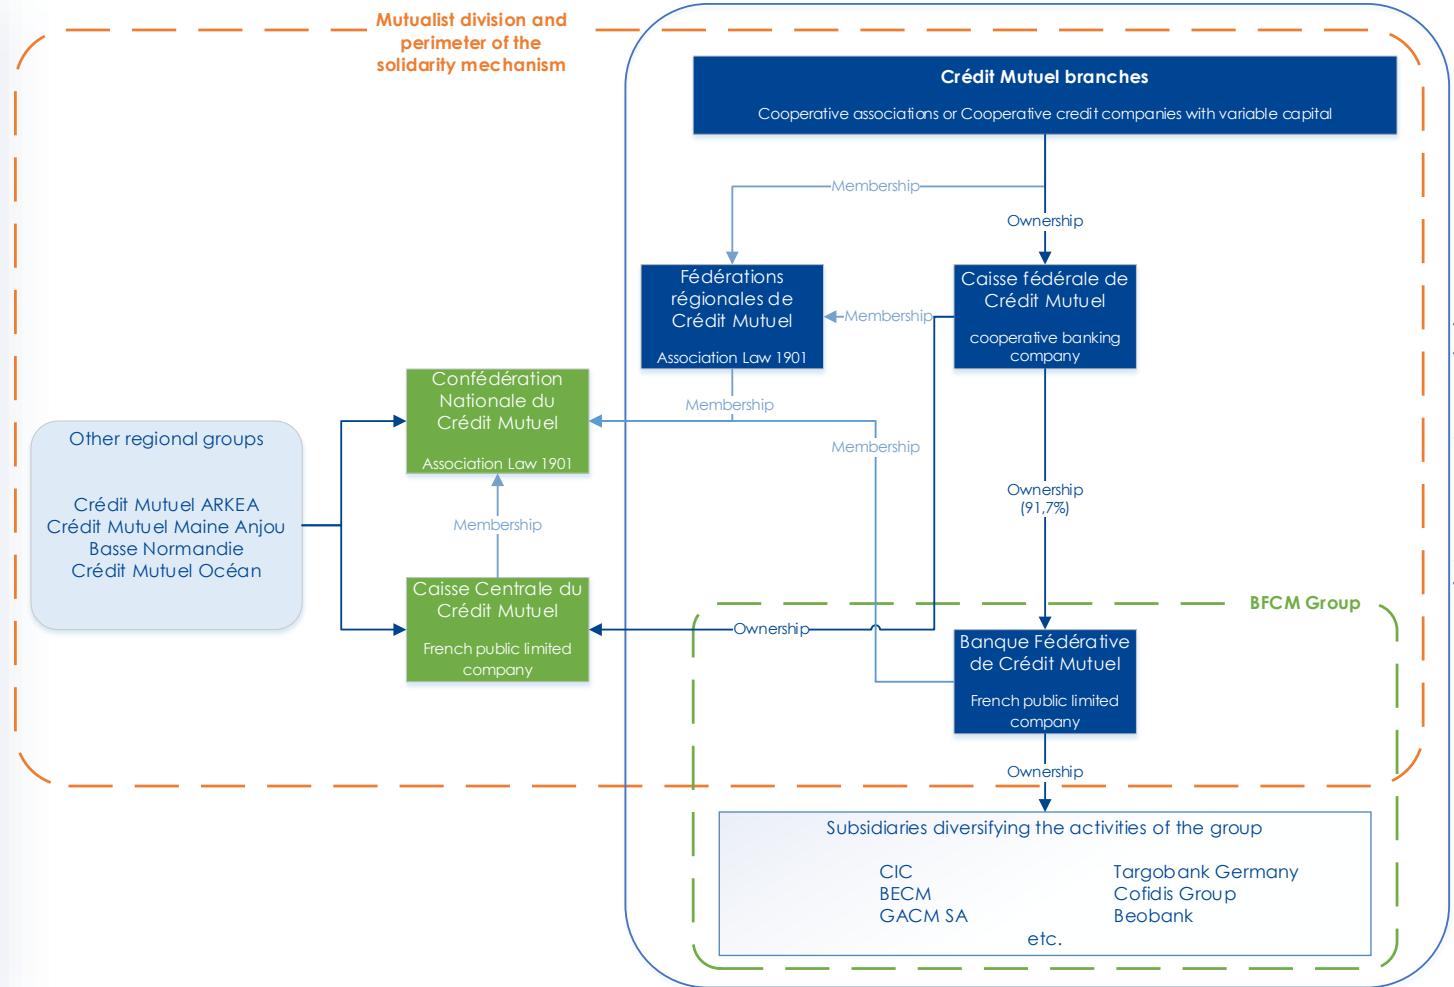 Mutualist division and
perimeter of the
solidarity mechanism
Crédit Mutuel branches
Cooperative associations or Cooperative credit companies with variable capital
Membership
Ownership
Fédérations
régionales de
Crédit Mutuel
Association Law 1901
Membership
Caisse fédérale de
Crédit Mutuel
cooperative banking
company
Confédération
Nationale du
Crédit Mutuel
Association Law 1901
Membership
Membership
Other regional groups
Crédit Mutuel ARKEA
Crédit Mutuel Maine Anjou
Basse Normandie
Crédit Mutuel Océan
Membership
Ownership
(91,7%)
Caisse Centrale du
Crédit Mutuel
French public limited
company
Ownership
BFCM Group
Banque Fédérative
de Crédit Mutuel
French public limited
company
Ownership
Subsidiaries diversifying the activities of the group
CIC
BECM
GACM SA
Targobank Germany
Cofidis Group
Beobank
etc.